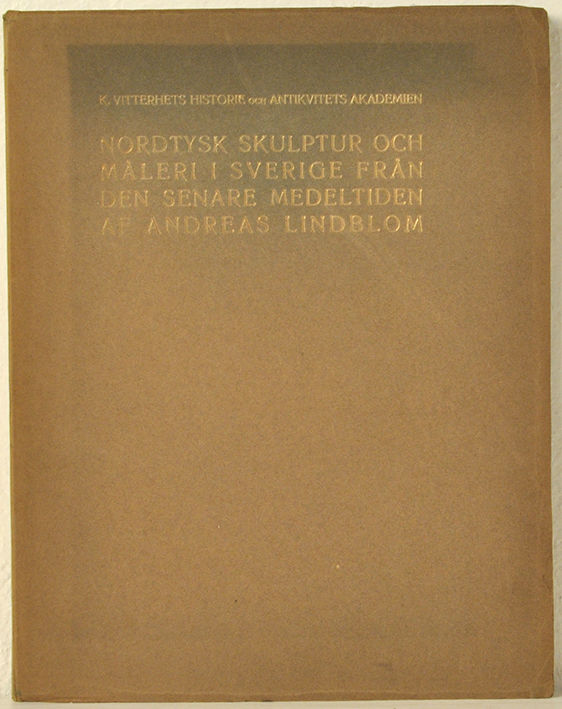 K. VITTERHETS HISTORIE OCH ANTIKVITETS AKADEMIEN
NORDTYSK SKULPTUR OCH
MÅLERI I SVERIGE FRÅN
DEN SENARE MEDELTIDEN
AF ANDREAS LINDBLOM